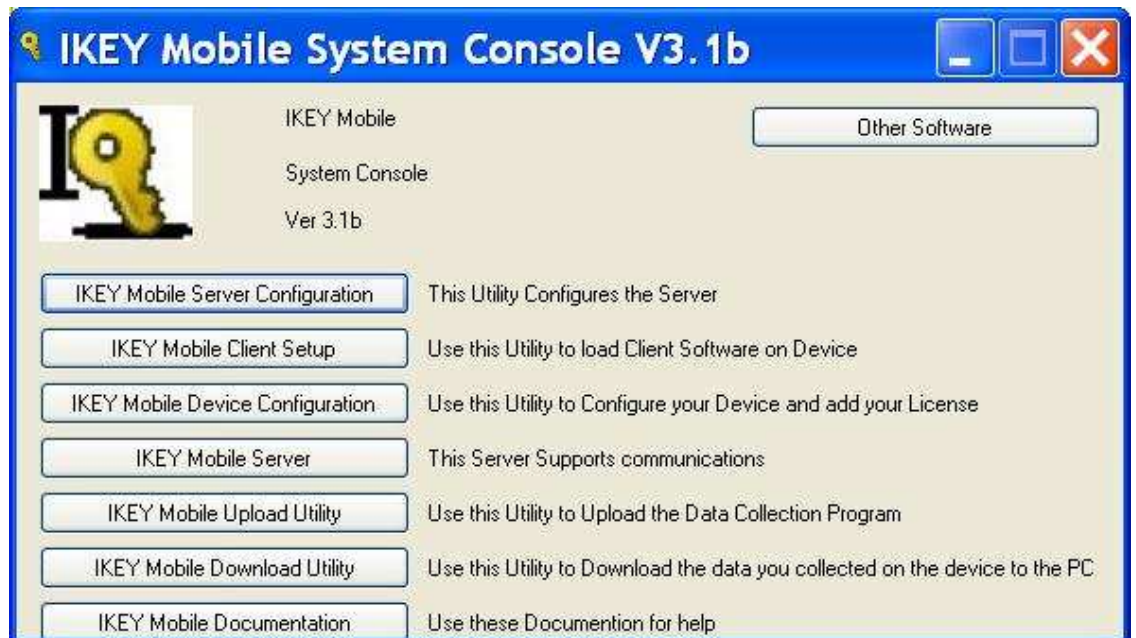 IKEY Mobile System Console V3.1b
I
IKEY Mobile
Other Software
System Console
Ver 3.1b
IKEY Mobile Server Configuration This Utility Configures the Server
IKEY Mobile Client Setup Use this Utility to load Client Software on Device
IKEY Mobile Device Configuration Use this Utility to Configure your Device and add your License
IKEY Mobile Server This Server Supports communications
IKEY Mobile Upload Utility Use this Utility to Upload the Data Collection Program
IKEY Mobile Download Utility Use this Utility to Download the data you collected on the device to the PC
IKEY Mobile Documentation Use these Documention for help